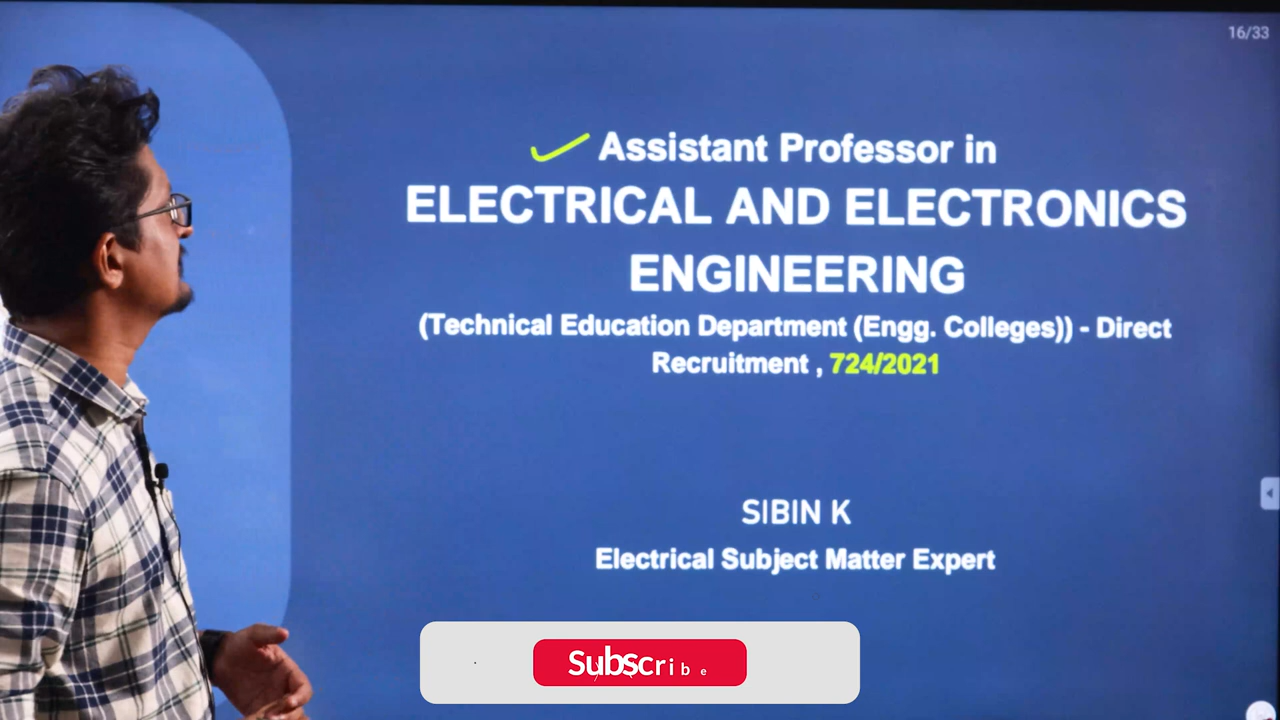 16/33
Assistant Professor in
ELECTRICAL AND ELECTRONICS
ENGINEERING
(Technical Education Department (Engg. Colleges)) - Direct
Recruitment , 724/2021
SIBIN K
Electrical Subject Matter Expert
Subscribe